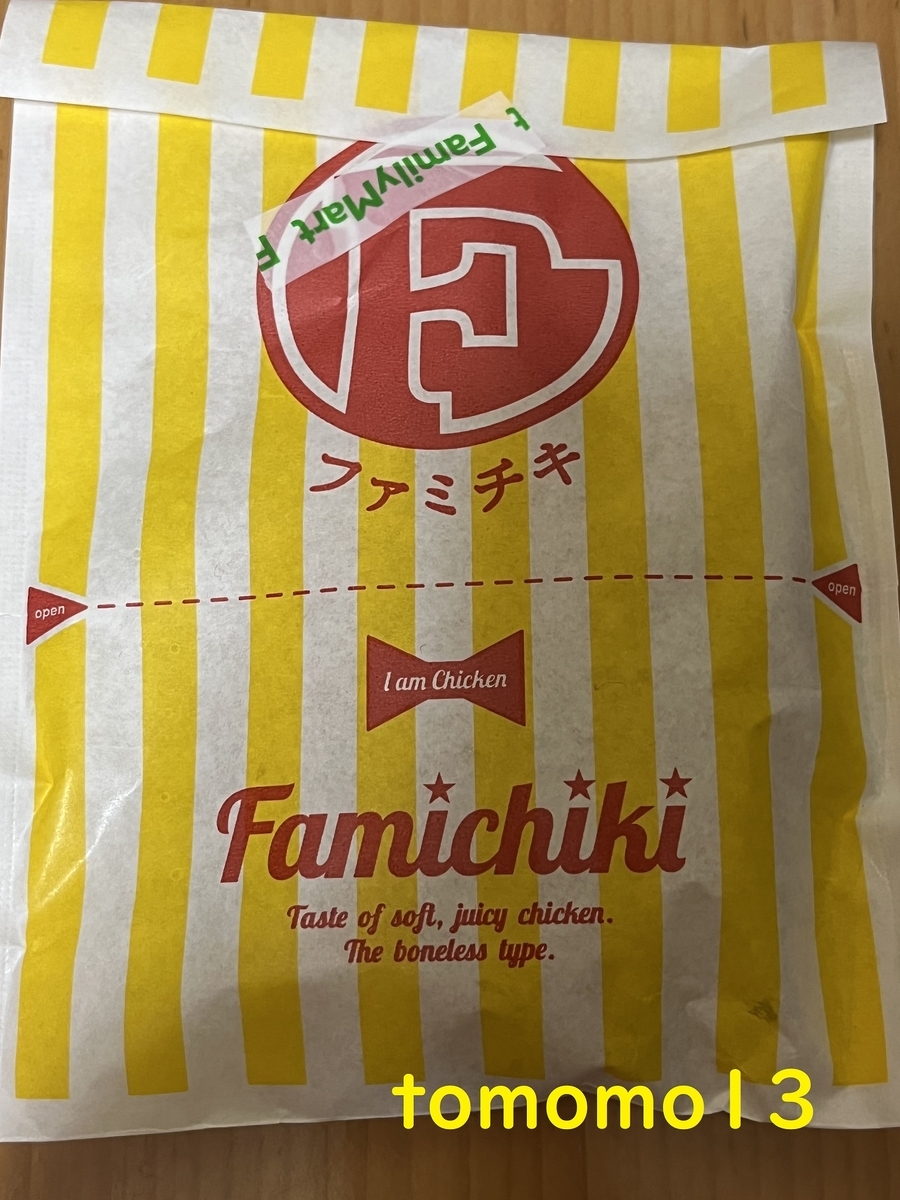 t FamilyMart F
F
ファミチキ
open
open
I am Chicken
Famichiki
Taste of soft, juicy chicken.
The boneless type.
tomomo13